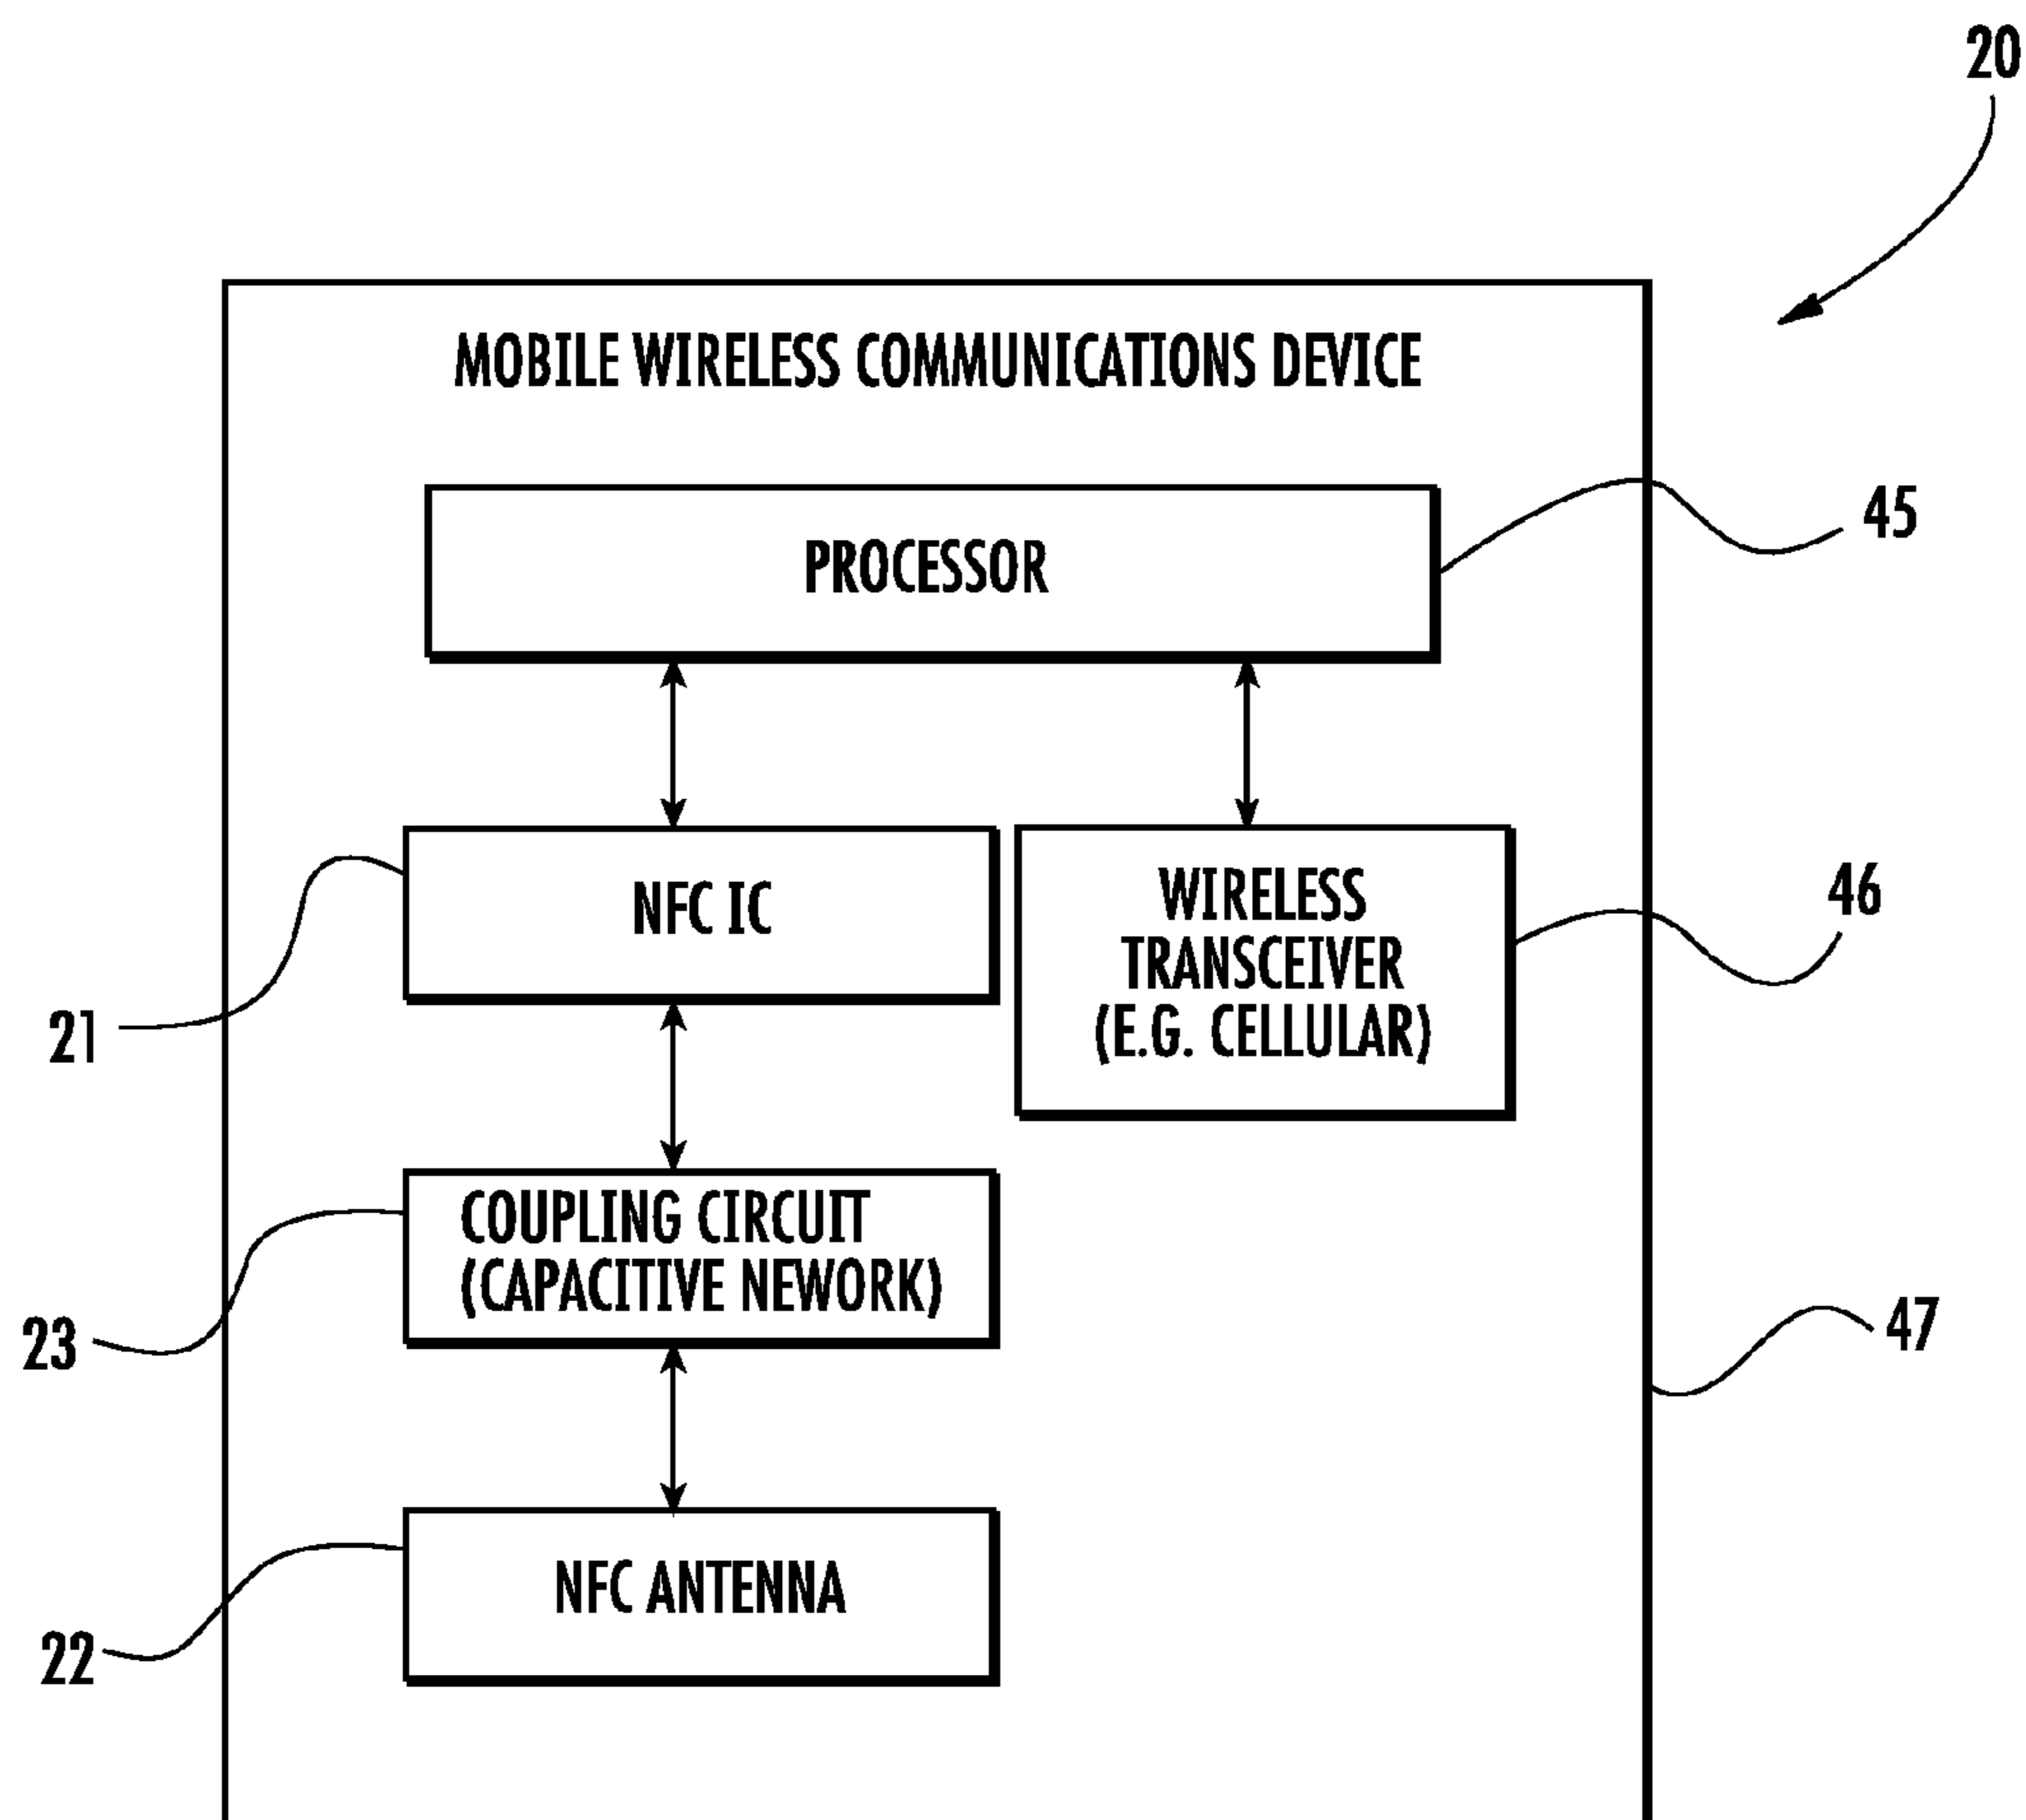 20
MOBILE WIRELESS COMMUNICATIONS DEVICE
PROCESSOR
45
NFC IC
WIRELESS
TRANSCEIVER
(E.G. CELLULAR)
46
21
COUPLING CIRCUIT
(CAPACITIVE NEWORK)
23
47
NFC ANTENNA
22